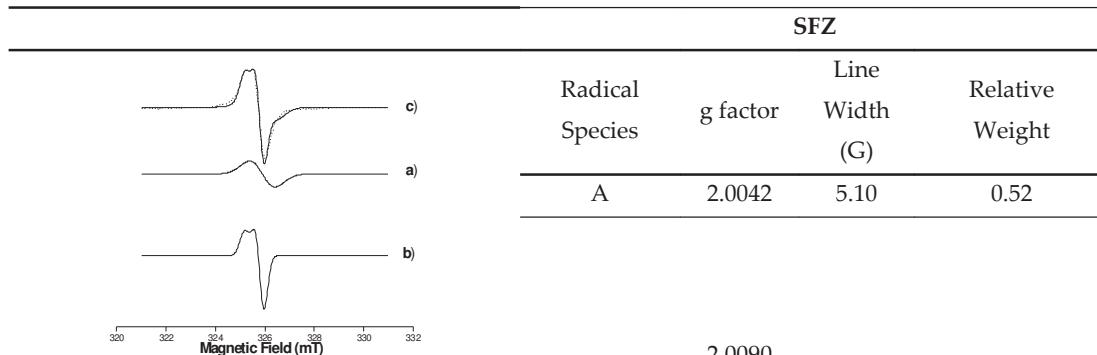 SFZ
Radical Species
g factor
Line Width (G)
Relative Weight
c)
a)
A 2.0042 5.10 0.52
b)
320 322 324 326 328 330 332
Magnetic Field (mT)
2.0090